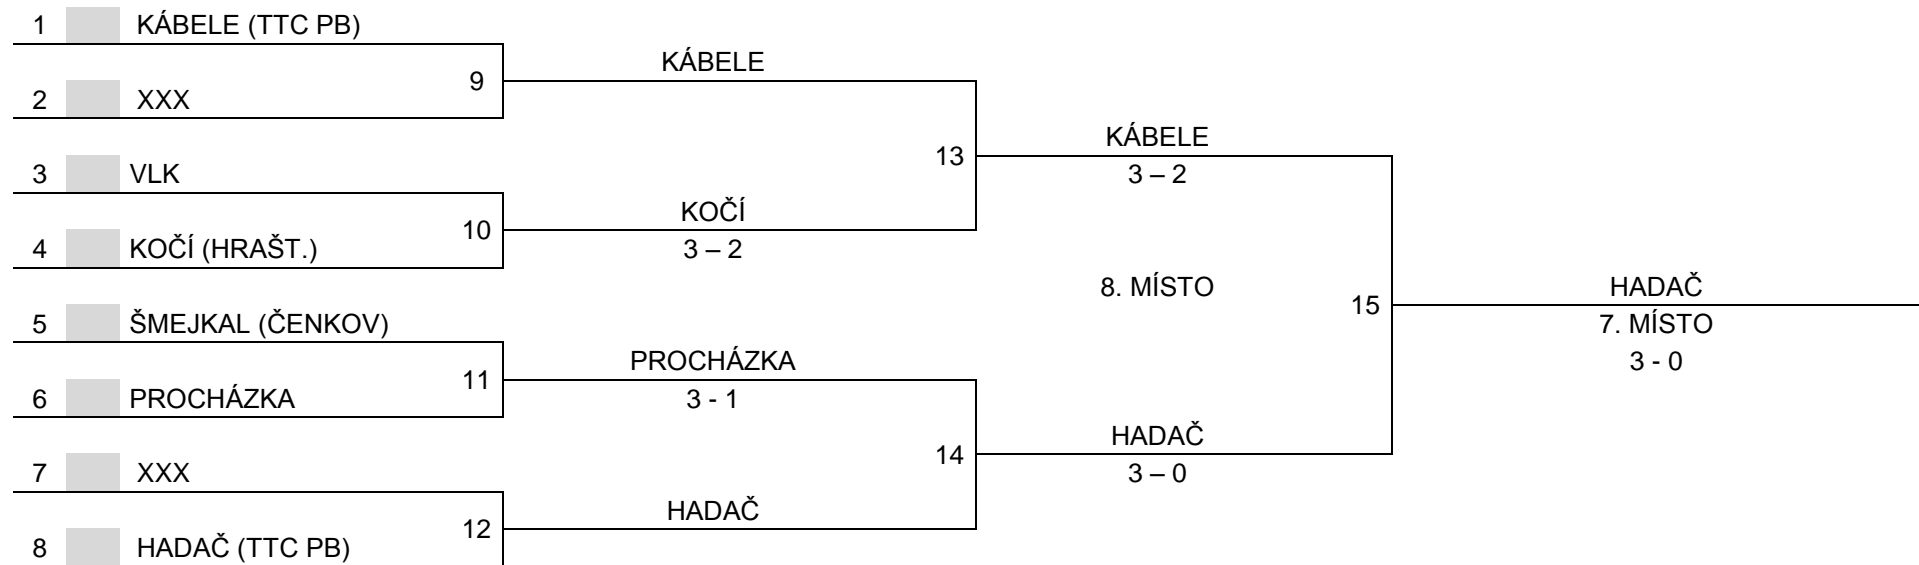 1 KÁBELE (TTC PB)
KÁBELE
9
2 XXX
KÁBELE
13
3 – 2
3 VLK
KOČÍ
10
3 – 2
4 KOČÍ (HRAŠT.)
8. MÍSTO
HADAČ
15
7. MÍSTO
3 - 0
5 ŠMEJKAL (ČENKOV)
PROCHÁZKA
11
3 - 1
6 PROCHÁZKA
HADAČ
14
3 – 0
7 XXX
HADAČ
12
8 HADAČ (TTC PB)